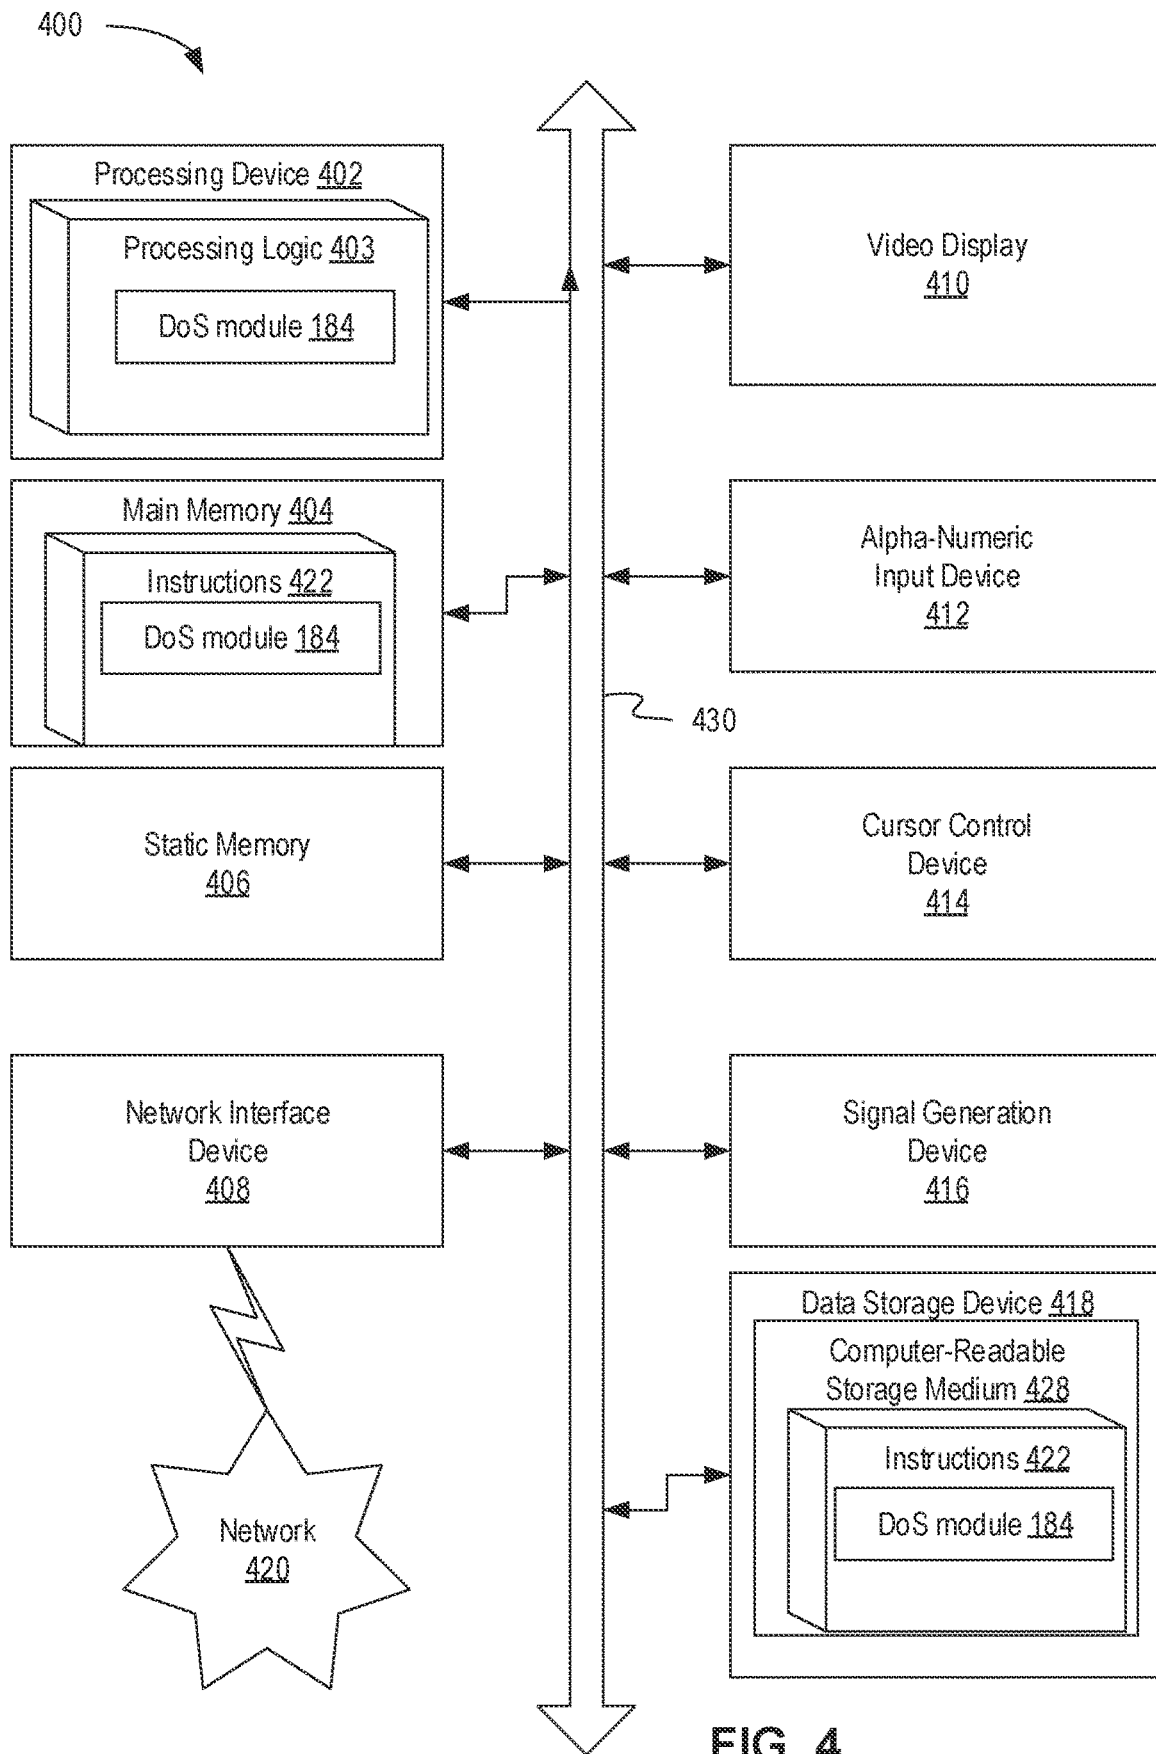 400
Processing Device 402
Processing Logic 403
DoS module 184
Main Memory 404
Instructions 422
DoS module 184
Static Memory
406
Network Interface
Device
408
Network
420
Video Display
410
Alpha-Numeric
Input Device
412
430
Cursor Control
Device
414
Signal Generation
Device
416
Data Storage Device 418
Computer-Readable
Storage Medium 428
Instructions 422
DoS module 184
FIG. 4